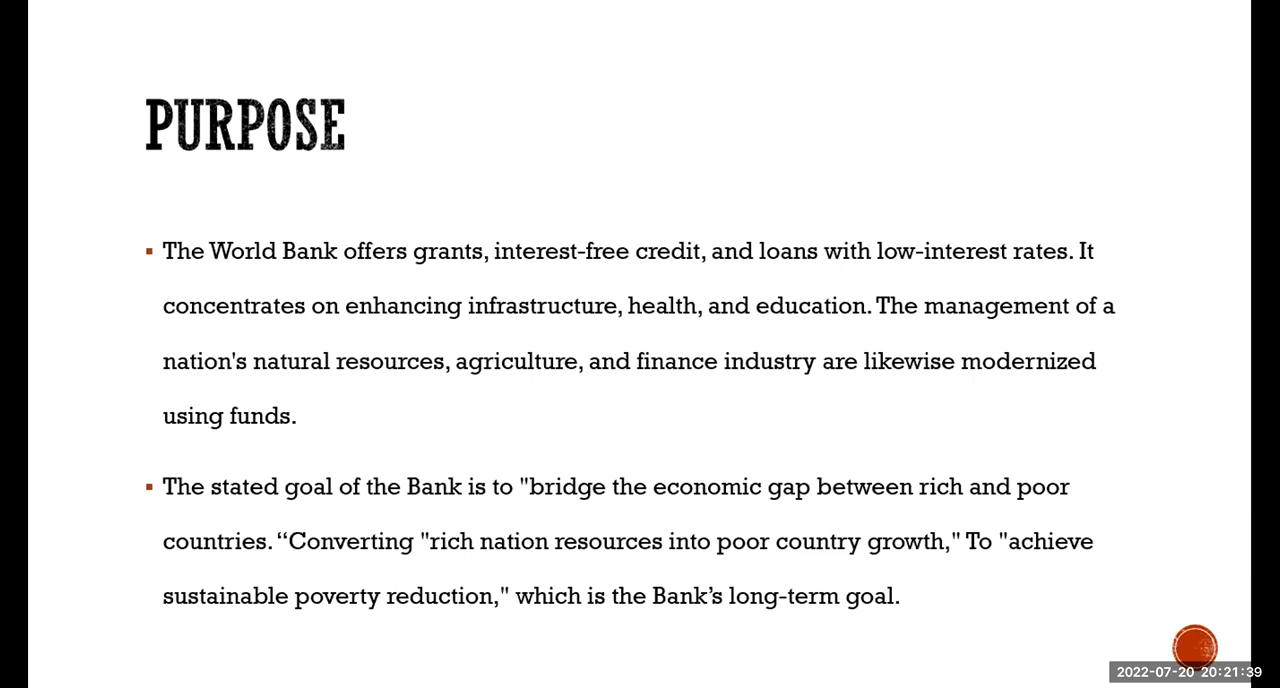 PURPOSE
The World Bank offers grants, interest-free credit, and loans with low-interest rates. It
concentrates on enhancing infrastructure, health, and education. The management of a
nation's natural resources, agriculture, and finance industry are likewise modernized
using funds.
The stated goal of the Bank is to "bridge the economic gap between rich and poor
countries. “Converting "rich nation resources into poor country growth," To "achieve
sustainable poverty reduction," which is the Bank’s long-term goal.
2022-07-20 20:21:39